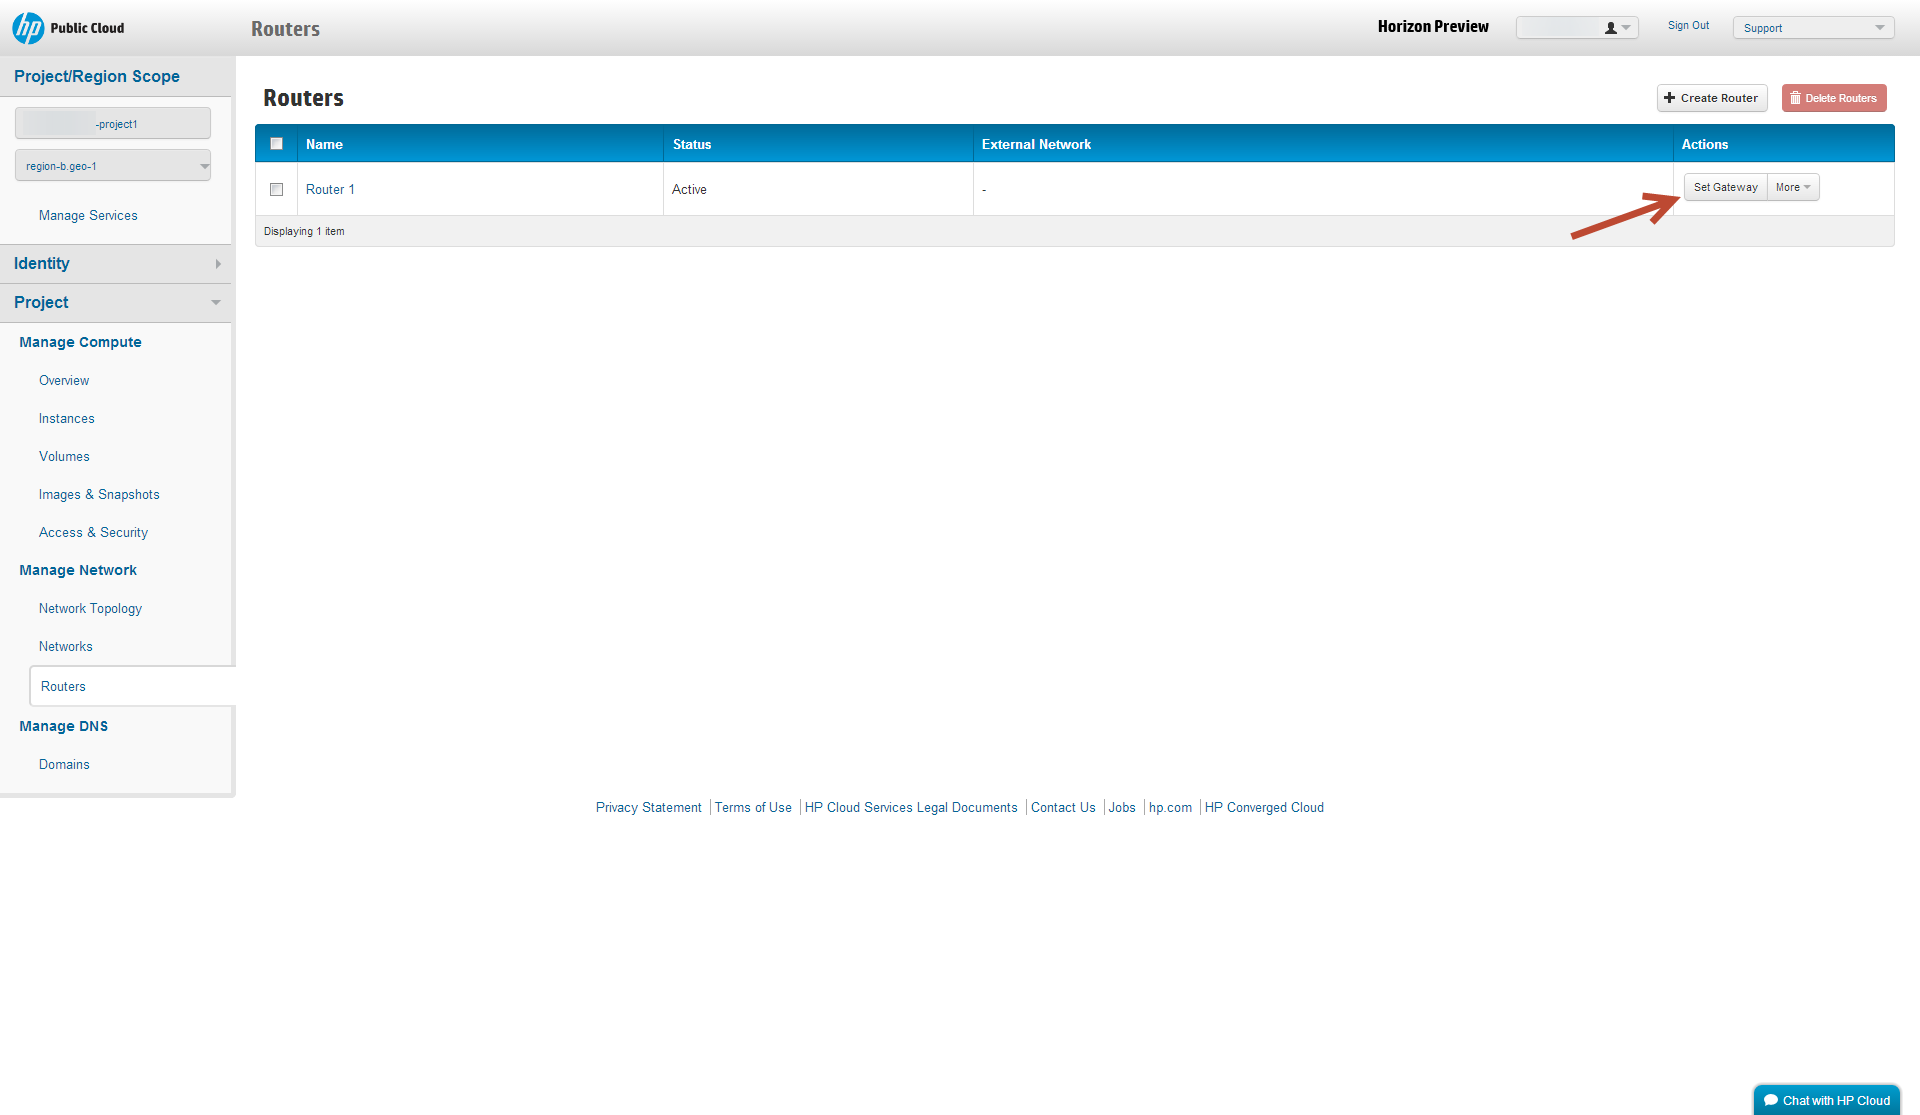 hp Public Cloud
Routers
Horizon Preview
Sign Out
Support
Project/Region Scope
-project1
region-b.geo-1
Manage Services
Identity
Project
Manage Compute
Overview
Instances
Volumes
Images & Snapshots
Access & Security
Manage Network
Network Topology
Networks
Routers
Manage DNS
Domains
Routers
Create Router
Delete Routers
Name Status External Network Actions
Router 1 Active - Set Gateway More
Displaying 1 item
Privacy Statement Terms of Use HP Cloud Services Legal Documents Contact Us Jobs hp.com HP Converged Cloud
Chat with HP Cloud